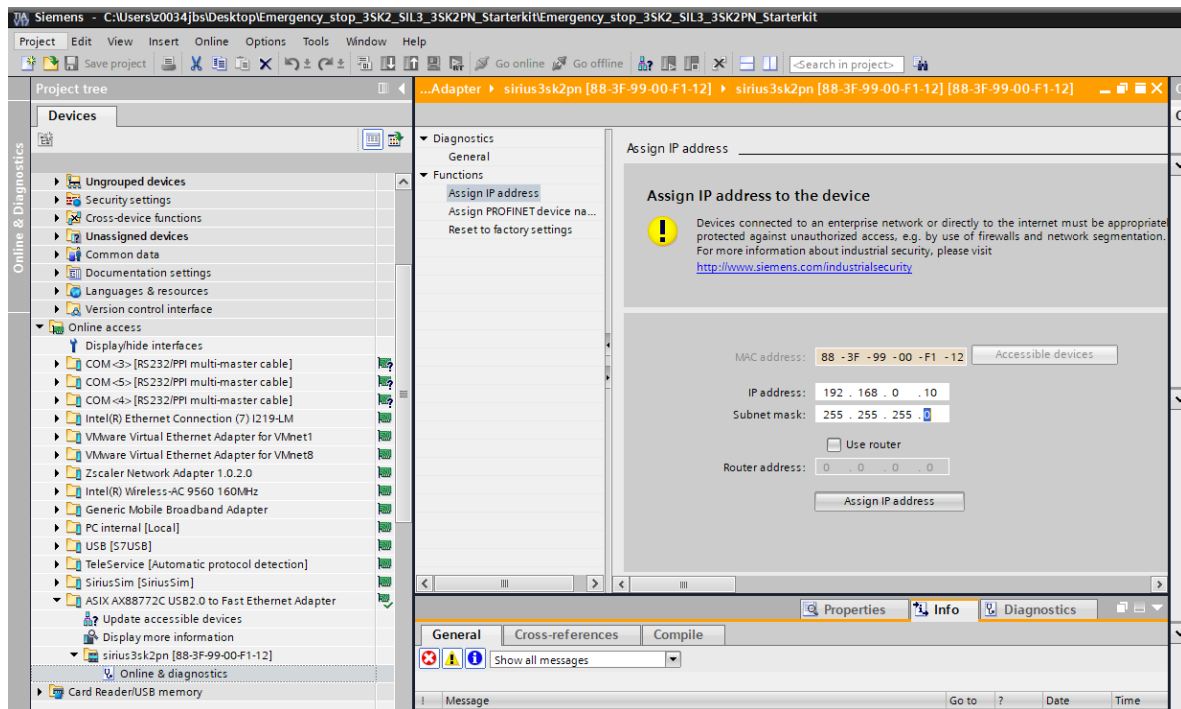 Siemens - C:\Users\z0034jbs\Desktop\Emergency_stop_3SK2_SIL3_3SK2PN_Starterkit\Emergency_stop_3SK2_SIL3_3SK2PN_Starterkit
Project Edit View Insert Online Options Tools Window Help
Save project Go online Go offline <Search in project>
Project tree
...Adapter sirius3sk2pn [88-3F-99-00-F1-12] sirius3sk2pn [88-3F-99-00-F1-12] [88-3F-99-00-F1-12]
Devices
Online & Diagnostics
Ungrouped devices
Security settings
Cross-device functions
Unassigned devices
Common data
Documentation settings
Languages & resources
Version control interface
Online access
Display/hide interfaces
COM <3> [RS232/PPI multi-master cable]
COM <5> [RS232/PPI multi-master cable]
COM <4> [RS232/PPI multi-master cable]
Intel(R) Ethernet Connection (7) I219-LM
VMware Virtual Ethernet Adapter for VMnet1
VMware Virtual Ethernet Adapter for VMnet8
Zscaler Network Adapter 1.0.2.0
Intel(R) Wireless-AC 9560 160MHz
Generic Mobile Broadband Adapter
PC internal [Local]
USB [S7USB]
TeleService [Automatic protocol detection]
SiriusSim [SiriusSim]
ASIX AX88772C USB2.0 to Fast Ethernet Adapter
Update accessible devices
Display more information
sirius3sk2pn [88-3F-99-00-F1-12]
Online & diagnostics
Card Reader/USB memory
Diagnostics
General
Functions
Assign IP address
Assign PROFINET device na...
Reset to factory settings
Assign IP address
Assign IP address to the device
Devices connected to an enterprise network or directly to the internet must be appropriatel
protected against unauthorized access, e.g. by use of firewalls and network segmentation.
For more information about industrial security, please visit
http://www.siemens.com/industrialsecurity
MAC address: 88 -3F -99 -00 -F1 -12 Accessible devices
IP address: 192 . 168 . 0 . 10
Subnet mask: 255 . 255 . 255 . 0
Use router
Router address: 0 . 0 . 0 . 0
Assign IP address
Properties Info Diagnostics
General Cross-references Compile
Show all messages
! Message Go to ? Date Time